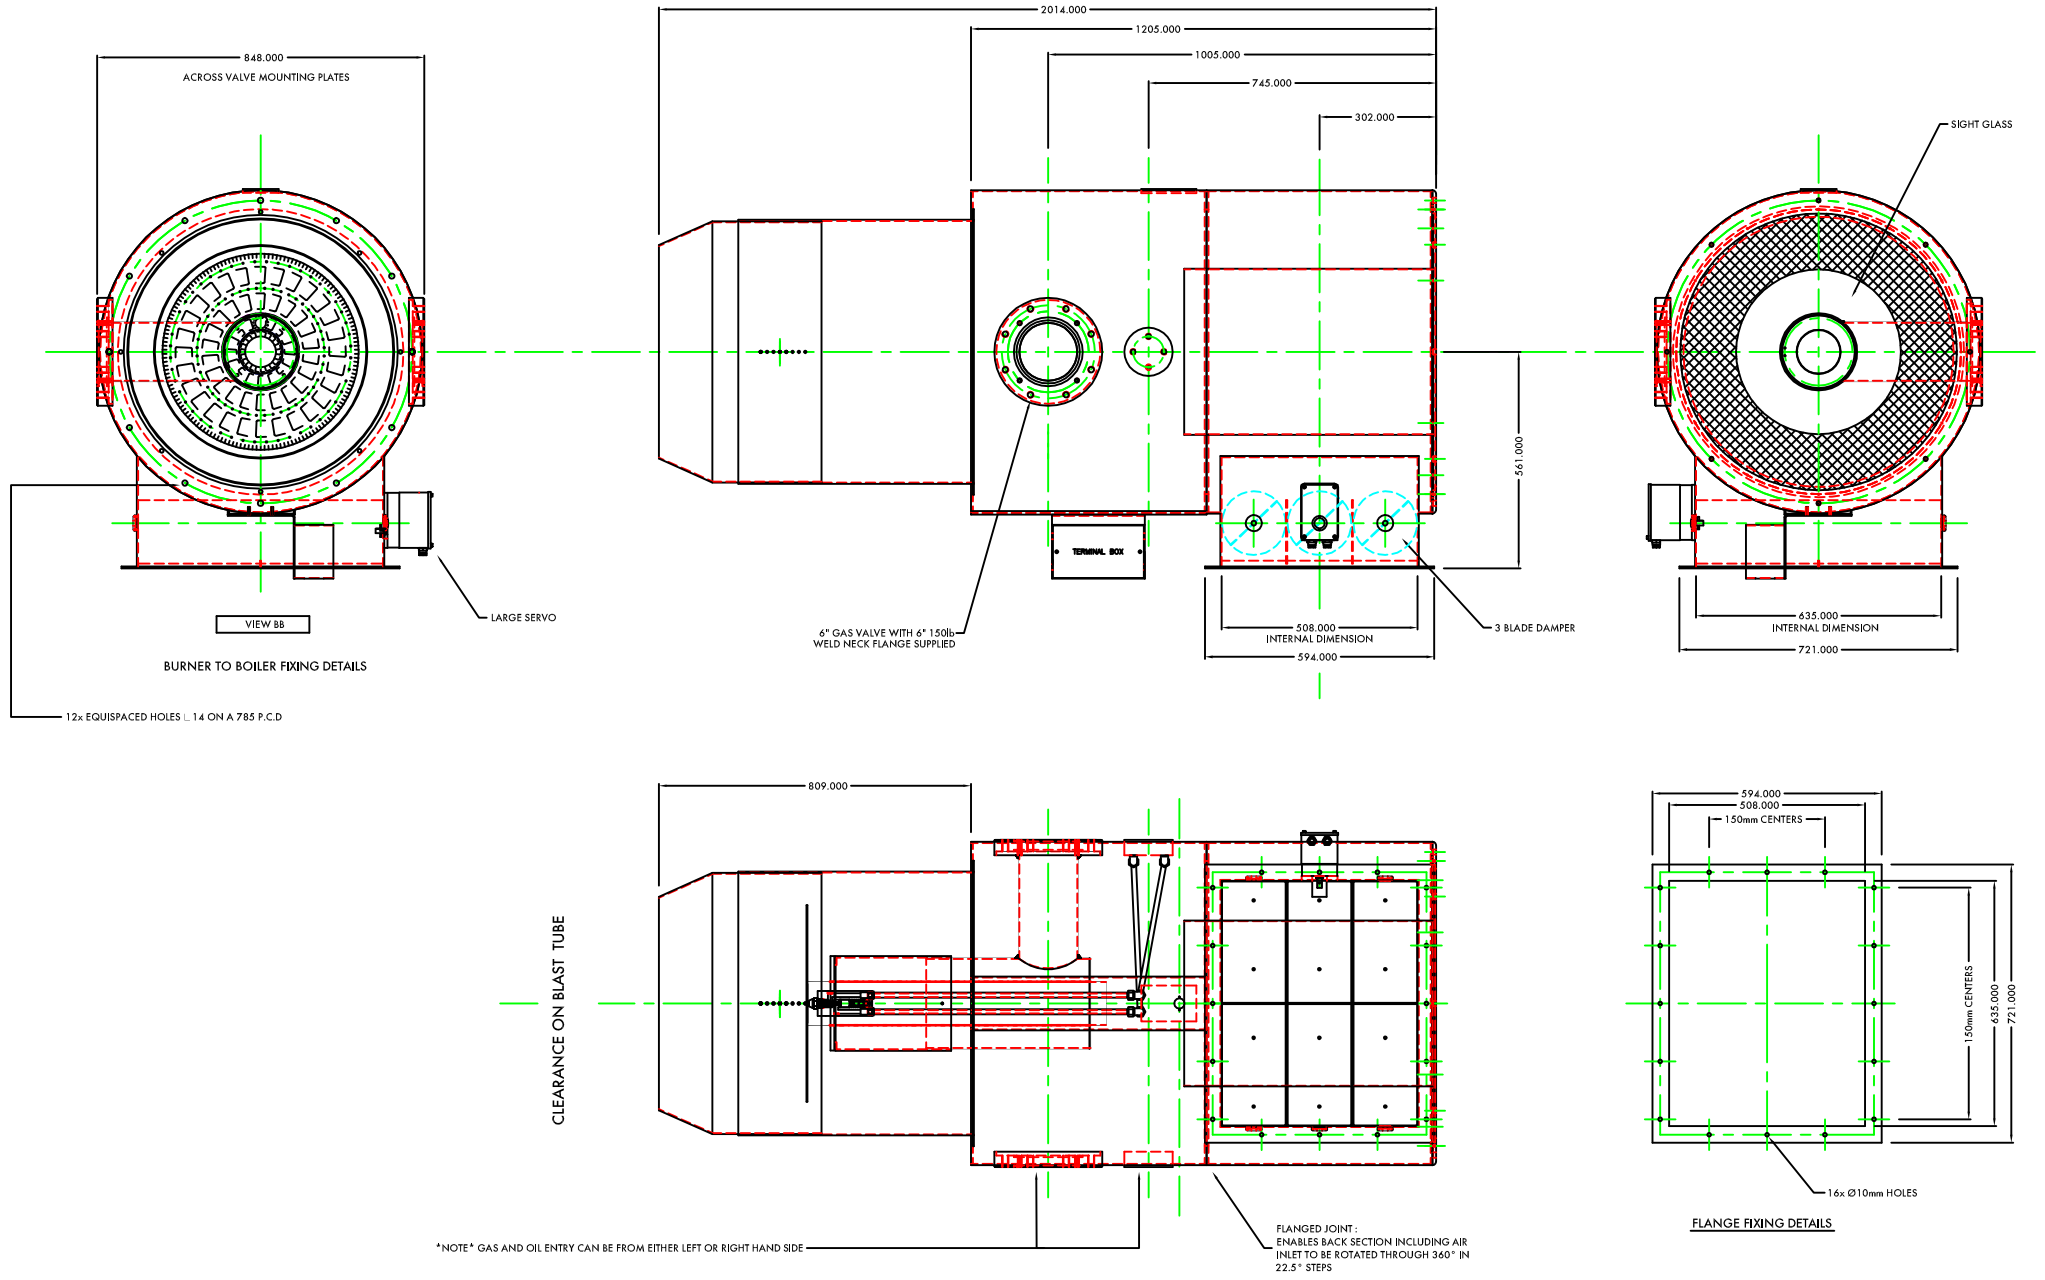 2014.000
1205.000
848.000
1005.000
ACROSS VALVE MOUNTING PLATES
745.000
302.000
SIGHT GLASS
561.000
TERMINAL BOX
LARGE SERVO
VIEW BB
6" GAS VALVE WITH 6" 150lb
WELD NECK FLANGE SUPPLIED
508.000
INTERNAL DIMENSION
594.000
3 BLADE DAMPER
635.000
INTERNAL DIMENSION
721.000
BURNER TO BOILER FIXING DETAILS
12x EQUISPACED HOLES ∟ 14 ON A 785 P.C.D
809.000
594.000
508.000
150mm CENTERS
CLEARANCE ON BLAST TUBE
150mm CENTERS
635.000
721.000
16x Ø10mm HOLES
FLANGE FIXING DETAILS
*NOTE* GAS AND OIL ENTRY CAN BE FROM EITHER LEFT OR RIGHT HAND SIDE
FLANGED JOINT :
ENABLES BACK SECTION INCLUDING AIR
INLET TO BE ROTATED THROUGH 360° IN
22.5° STEPS